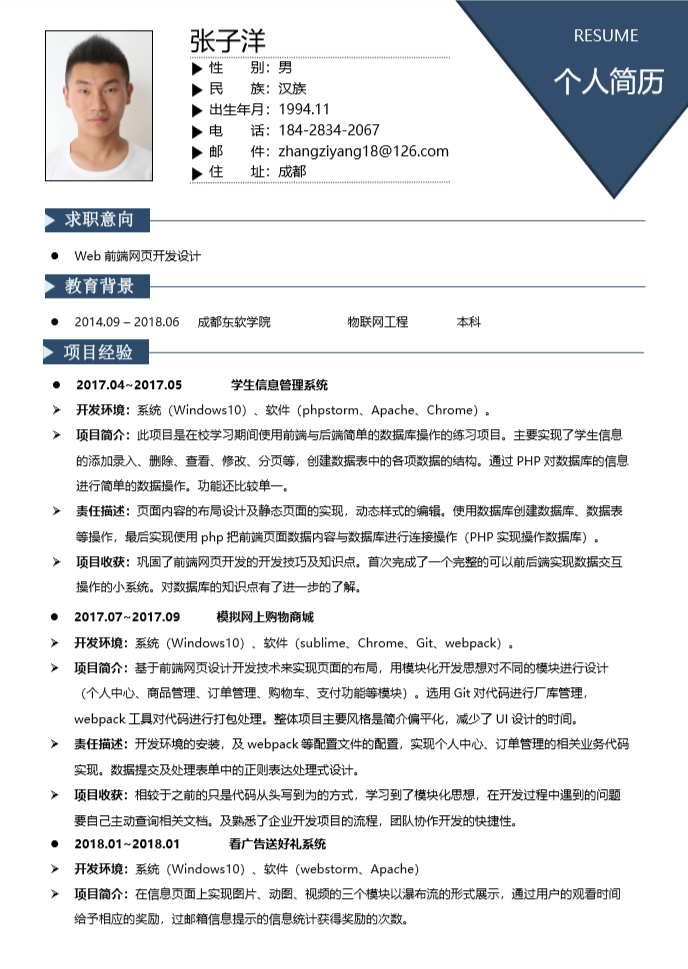 RESUME
个人简历
张子洋
性 别：男
民 族：汉族
出生年月：1994.11
电 话：184-2834-2067
邮 件：zhangziyang18@126.com
住 址：成都
求职意向
Web 前端网页开发设计
教育背景
2014.09 – 2018.06 成都东软学院 物联网工程 本科
项目经验
2017.04~2017.05 学生信息管理系统
开发环境：系统（Windows10）、软件（phpstorm、Apache、Chrome）。
项目简介：此项目是在校学习期间使用前端与后端简单的数据库操作的练习项目。主要实现了学生信息
的添加录入、删除、查看、修改、分页等，创建数据表中的各项数据的结构。通过 PHP 对数据库的信息
进行简单的数据操作。功能还比较单一。
责任描述：页面内容的布局设计及静态页面的实现，动态样式的编辑。使用数据库创建数据库、数据表
等操作，最后实现使用 php 把前端页面数据内容与数据库进行连接操作（PHP 实现操作数据库）。
项目收获：巩固了前端网页开发的开发技巧及知识点。首次完成了一个完整的可以前后端实现数据交互
操作的小系统。对数据库的知识点有了进一步的了解。
2017.07~2017.09 模拟网上购物商城
开发环境：系统（Windows10）、软件（sublime、Chrome、Git、webpack）。
项目简介：基于前端网页设计开发技术来实现页面的布局，用模块化开发思想对不同的模块进行设计
（个人中心、商品管理、订单管理、购物车、支付功能等模块）。选用 Git 对代码进行厂库管理，
webpack 工具对代码进行打包处理。整体项目主要风格是简介偏平化，减少了 UI 设计的时间。
责任描述：开发环境的安装，及 webpack 等配置文件的配置，实现个人中心、订单管理的相关业务代码
实现。数据提交及处理表单中的正则表达处理式设计。
项目收获：相较于之前的只是代码从头写到为的方式，学习到了模块化思想，在开发过程中遇到的问题
要自己主动查询相关文档。及熟悉了企业开发项目的流程，团队协作开发的快捷性。
2018.01~2018.01 看广告送好礼系统
开发环境：系统（Windows10）、软件（webstorm、Apache）
项目简介：在信息页面上实现图片、动图、视频的三个模块以瀑布流的形式展示，通过用户的观看时间
给予相应的奖励，过邮箱信息提示的信息统计获得奖励的次数。